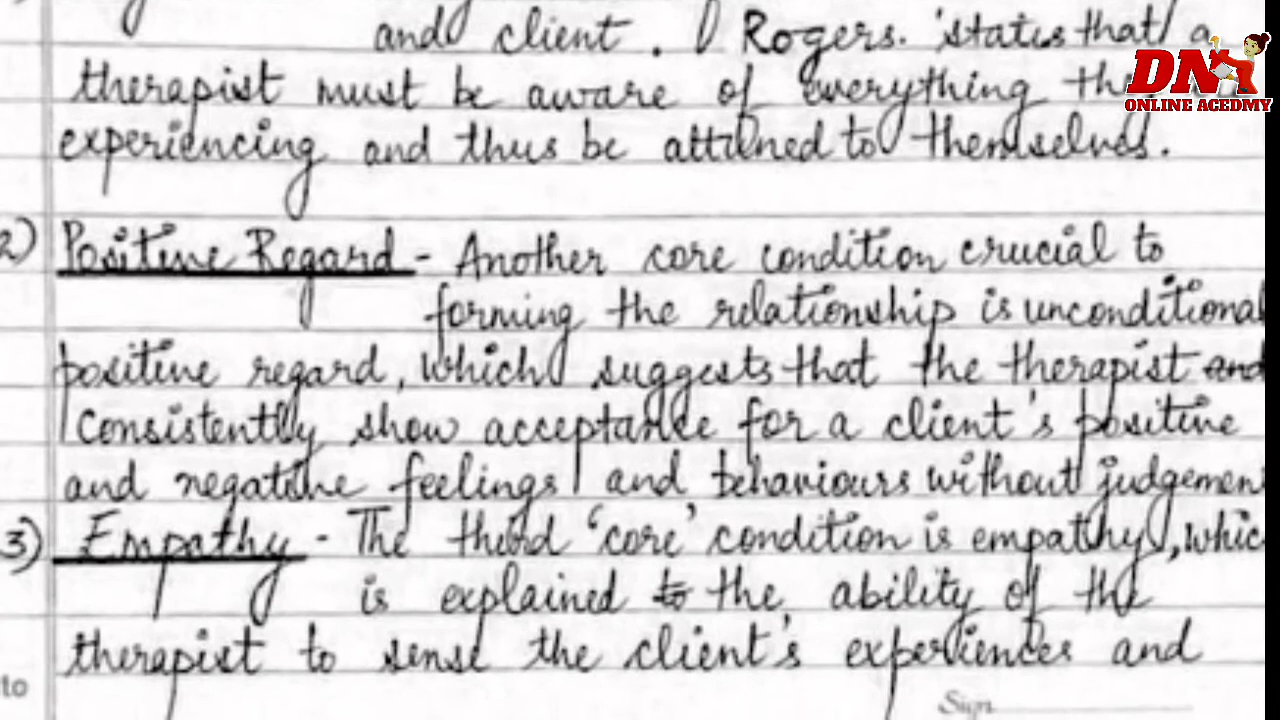 and client. Rogers. states that a
therapist must be aware of everything
experiencing and thus be attuned to themselves.
2) Positive Regard - Another core condition crucial to
forming the relationship is unconditional
positive regard, which suggests that the therapist and
consistently show acceptance for a client's positive
and negative feelings and behaviours without judgemen
3) Empathy - The third 'core' condition is empathy, whic
is explained to the ability of the
therapist to sense the client's experiences and
to
Sign
DNA
ONLINE ACEDMY